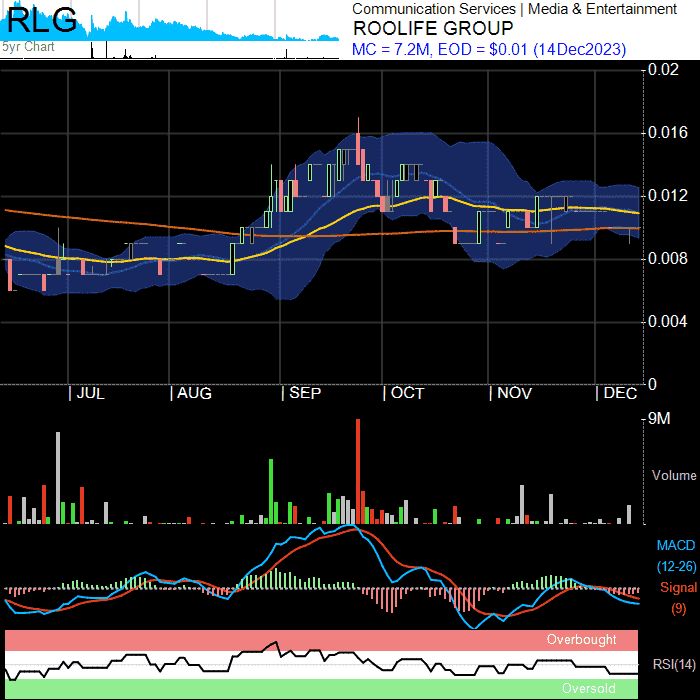 RLG
5yr Chart
Communication Services | Media & Entertainment
ROOLIFE GROUP
MC = 7.2M, EOD = $0.01 (14Dec2023)
0.02
0.016
0.012
0.008
0.004
0
| JUL | AUG | SEP | OCT | NOV | DEC
9M
Volume
MACD
(12-26)
Signal
(9)
Overbought
RSI(14)
Oversold